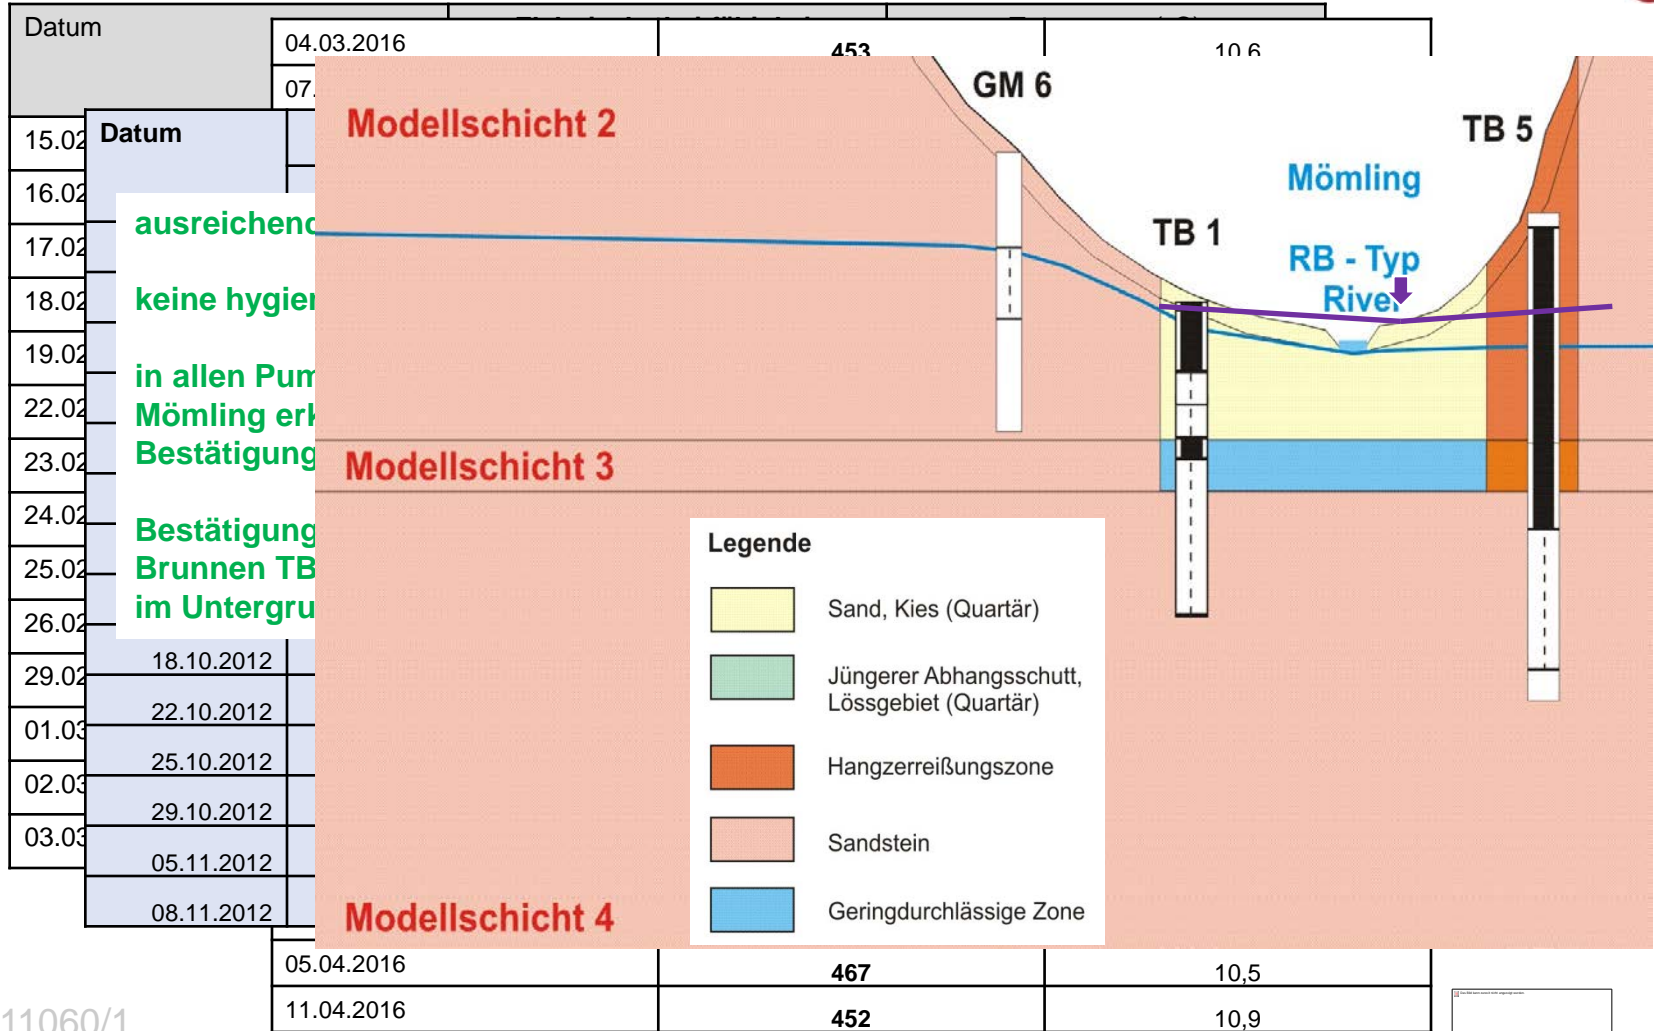 Datum
04.03.2016 453 10,6
07.
15.02
16.02
17.02
18.02
19.02
22.02
23.02
24.02
25.02
26.02
29.02
01.03
02.03
03.03
Datum
ausreichend
keine hygien
in allen Pum
Mömling erk
Bestätigung
Bestätigung
Brunnen TB
im Untergru
18.10.2012
22.10.2012
25.10.2012
29.10.2012
05.11.2012
08.11.2012
Modellschicht 2
GM 6
TB 5
Mömling
TB 1
RB - Typ
River
Modellschicht 3
Legende
Sand, Kies (Quartär)
Jüngerer Abhangsschutt,
Lössgebiet (Quartär)
Hangzerreißungszone
Sandstein
Geringdurchlässige Zone
Modellschicht 4
05.04.2016 467 10,5
11.04.2016 452 10,9
11060/1